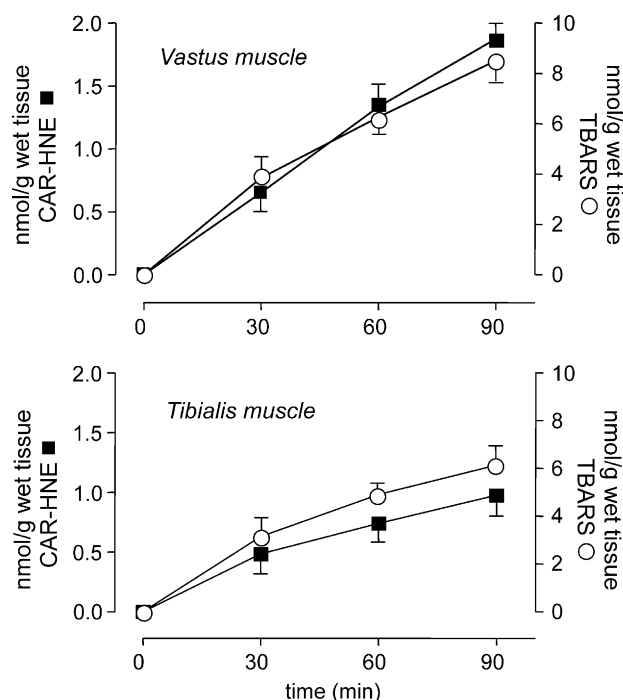 Vastus muscle
nmol/g wet tissue
CAR-HNE ■
2.0
1.5
1.0
0.5
0.0
10
8
6
4
2
0
nmol/g wet tissue
TBARS ○
0 30 60 90
Tibialis muscle
nmol/g wet tissue
CAR-HNE ■
2.0
1.5
1.0
0.5
0.0
10
8
6
4
2
0
nmol/g wet tissue
TBARS ○
0 30 60 90
time (min)